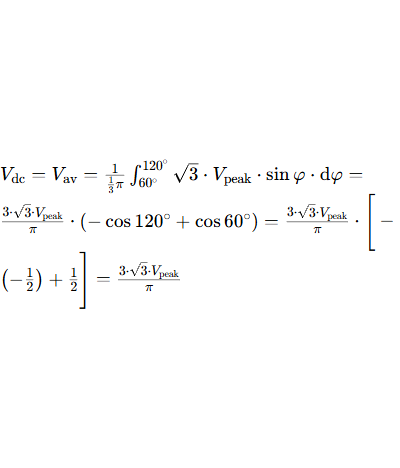 V_dc = V_av = 1/(1/3 π) ∫_60°^120° √3 · V_peak · sin φ · dφ =
3·√3·V_peak/π · (− cos 120° + cos 60°) = 3·√3·V_peak/π · [ −
(−1/2) + 1/2 ] = 3·√3·V_peak/π